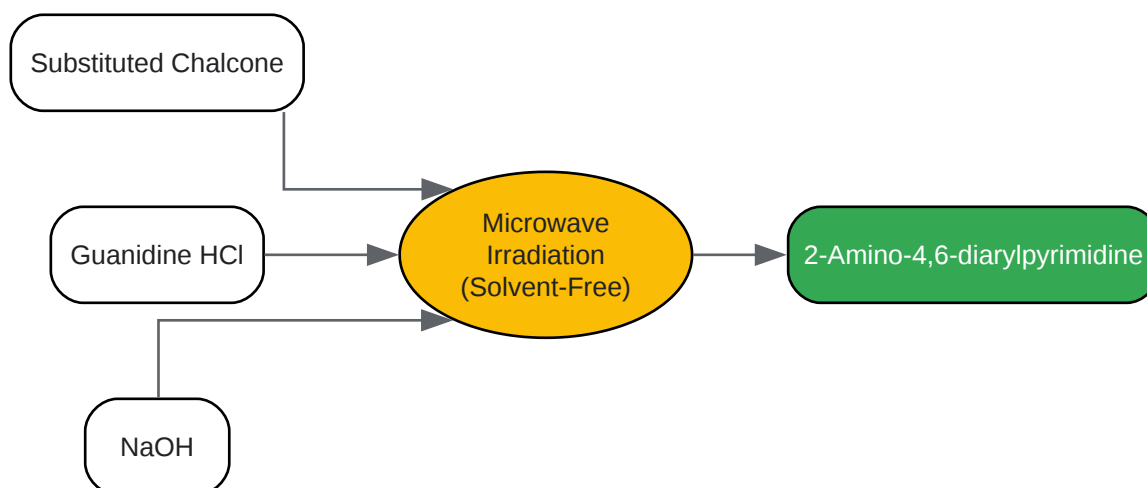 Substituted Chalcone
Guanidine HCl
NaOH
Microwave
Irradiation
(Solvent-Free)
2-Amino-4,6-diarylpyrimidine